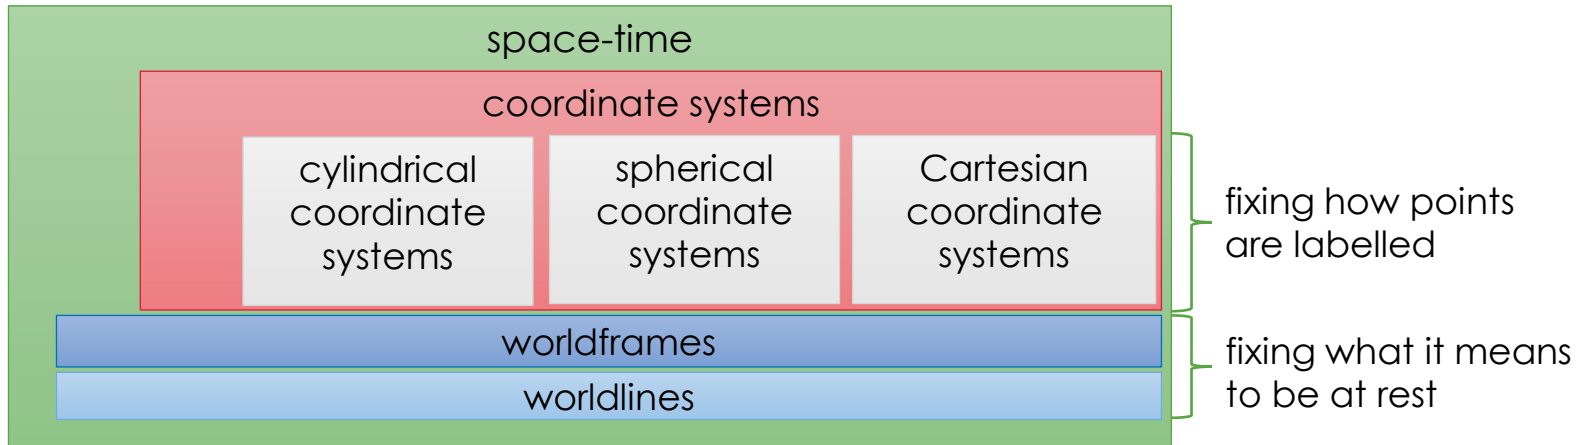 space-time
coordinate systems
cylindrical
coordinate
systems
spherical
coordinate
systems
Cartesian
coordinate
systems
fixing how points
are labelled
worldframes
worldlines
fixing what it means
to be at rest